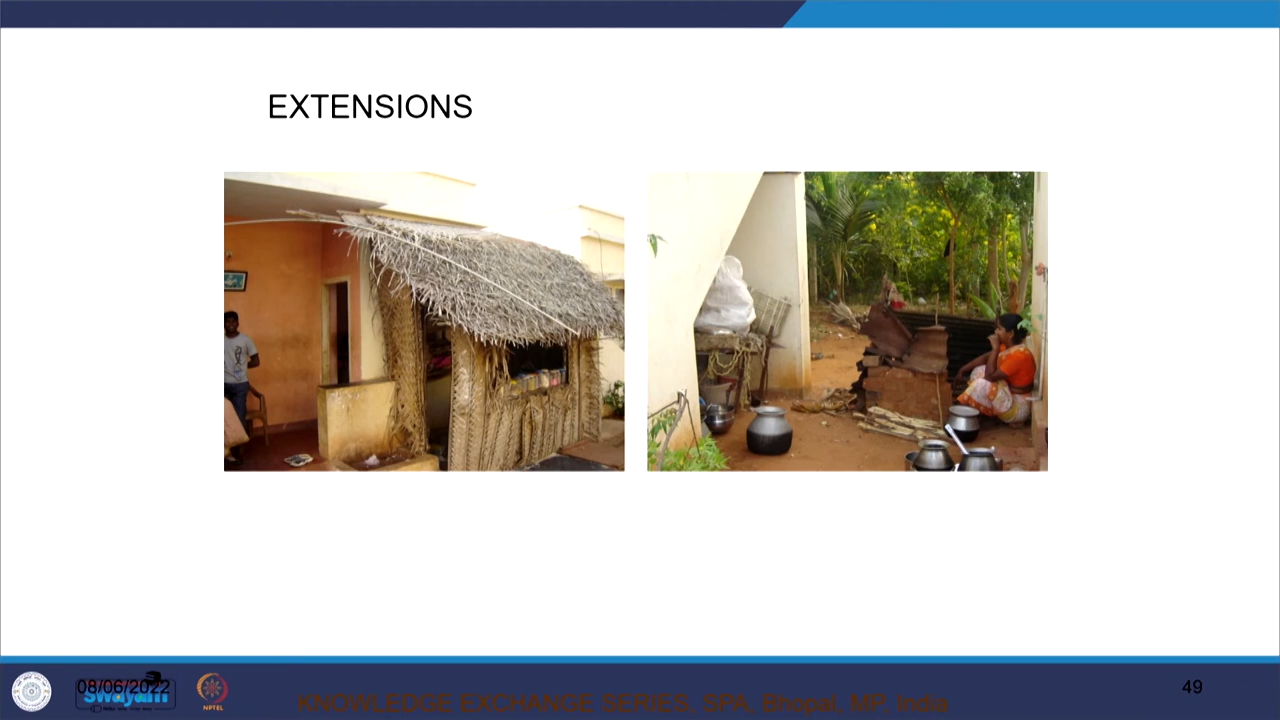 EXTENSIONS
08/06/2022
swayam
NPTEL
KNOWLEDGE EXCHANGE SERIES, SPA, Bhopal, MP, India
49